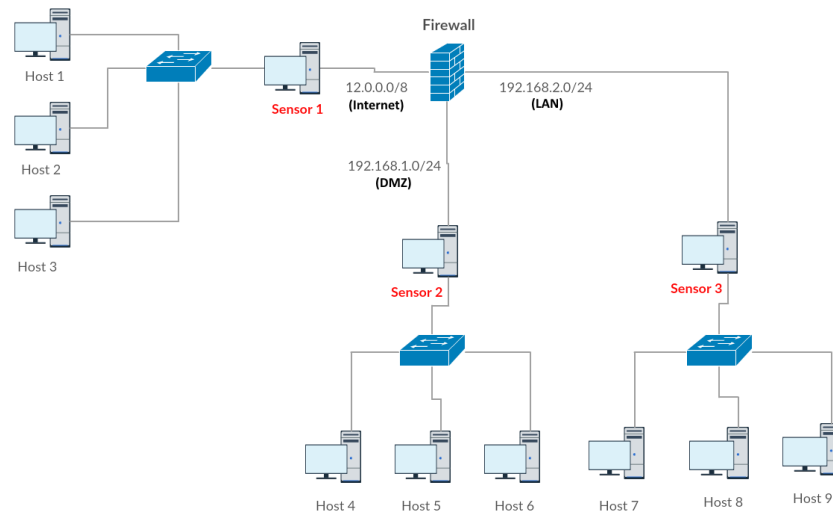 Firewall
Host 1
Sensor 1
12.0.0.0/8
(Internet)
192.168.2.0/24
(LAN)
Host 2
192.168.1.0/24
(DMZ)
Host 3
Sensor 2
Sensor 3
Host 4
Host 5
Host 6
Host 7
Host 8
Host 9